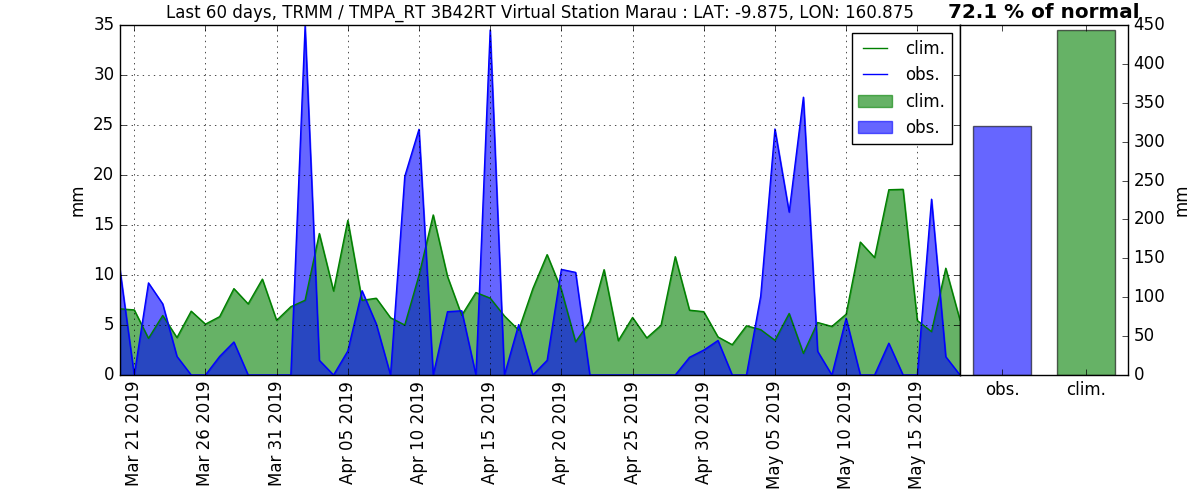 Last 60 days, TRMM / TMPA_RT 3B42RT Virtual Station Marau : LAT: -9.875, LON: 160.875
72.1 % of normal
35
30
25
20
15
10
5
0
mm
clim.
obs.
clim.
obs.
450
400
350
300
250
200
150
100
50
0
mm
obs.
clim.
Mar 21 2019
Mar 26 2019
Mar 31 2019
Apr 05 2019
Apr 10 2019
Apr 15 2019
Apr 20 2019
Apr 25 2019
Apr 30 2019
May 05 2019
May 10 2019
May 15 2019